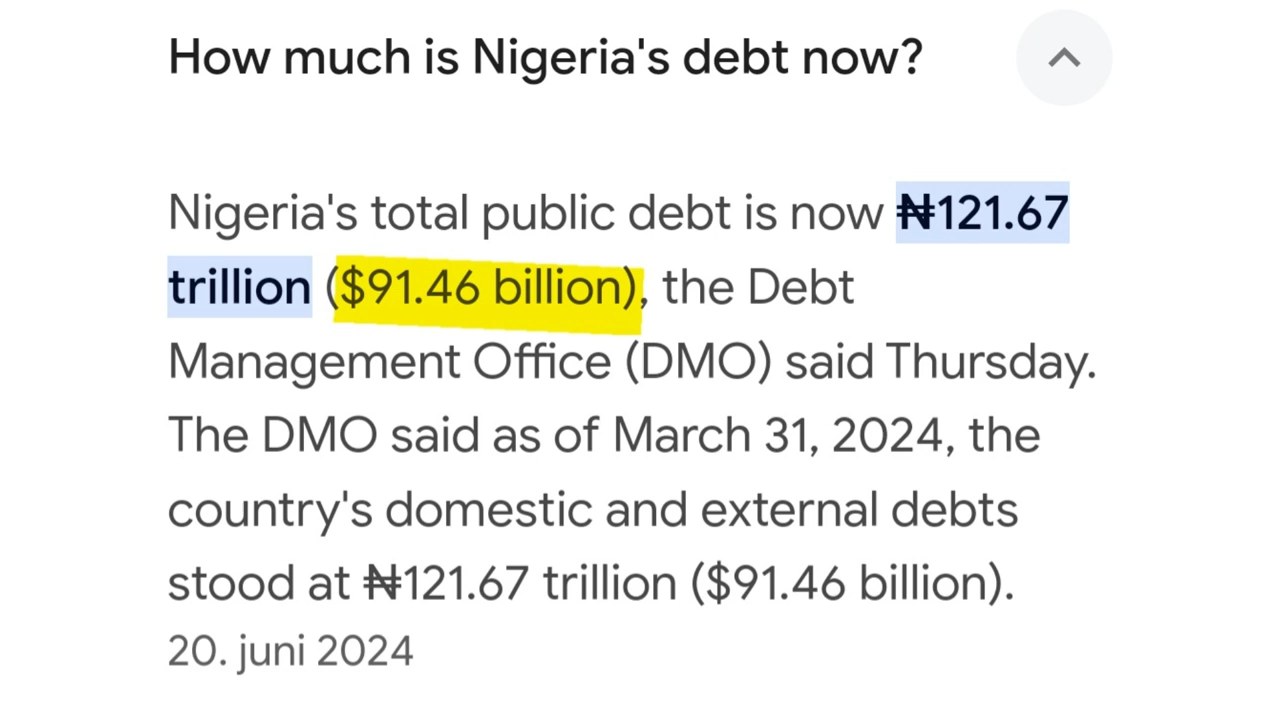 How much is Nigeria's debt now?
Nigeria's total public debt is now ₦121.67
trillion ($91.46 billion), the Debt
Management Office (DMO) said Thursday.
The DMO said as of March 31, 2024, the
country's domestic and external debts
stood at ₦121.67 trillion ($91.46 billion).
20. juni 2024